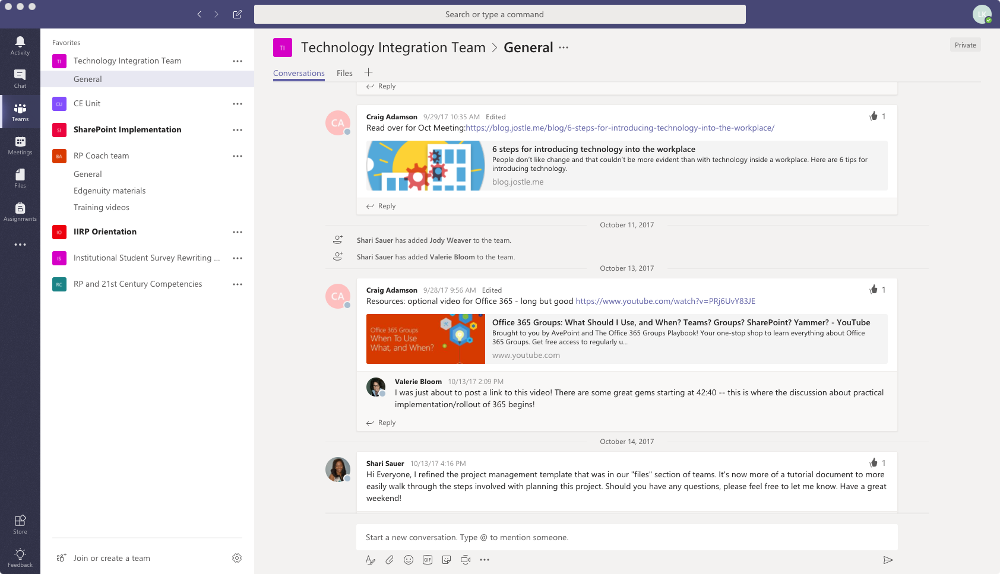 Search or type a command
LK
Activity
Chat
Teams
Meetings
Files
Assignments
Store
Feedback
Favorites
TI Technology Integration Team
General
CU CE Unit
SI SharePoint Implementation
BA RP Coach team
General
Edgenuity materials
Training videos
IO IIRP Orientation
IS Institutional Student Survey Rewriting ...
RC RP and 21st Century Competencies
Join or create a team
TI Technology Integration Team > General
Private
Conversations Files
Reply
CA
Craig Adamson 9/29/17 10:35 AM Edited 1
Read over for Oct Meeting:https://blog.jostle.me/blog/6-steps-for-introducing-technology-into-the-workplace/
6 steps for introducing technology into the workplace
People don't like change and that couldn't be more evident than with technology inside a workplace. Here are 6 tips for
introducing technology.
blog.jostle.me
Reply
October 11, 2017
Shari Sauer has added Jody Weaver to the team.
Shari Sauer has added Valerie Bloom to the team.
October 13, 2017
CA
Craig Adamson 9/28/17 9:56 AM Edited 1
Resources: optional video for Office 365 - long but good https://www.youtube.com/watch?v=PRj6UvY83JE
Office 365 Groups
When To Use
What, and When?
Office 365 Groups: What Should I Use, and When? Teams? Groups? SharePoint? Yammer? - YouTube
Brought to you by AvePoint and The Office 365 Groups Playbook! Your one-stop shop to learn everything about Office
365 Groups. Get free access to regularly u...
www.youtube.com
Valerie Bloom 10/13/17 2:09 PM
I was just about to post a link to this video! There are some great gems starting at 42:40 -- this is where the discussion about practical
implementation/rollout of 365 begins!
Reply
October 14, 2017
Shari Sauer 10/13/17 4:16 PM 1
Hi Everyone, I refined the project management template that was in our "files" section of teams. It's now more of a tutorial document to more
easily walk through the steps involved with planning this project. Should you have any questions, please feel free to let me know. Have a great
weekend!
Start a new conversation. Type @ to mention someone.
GIF